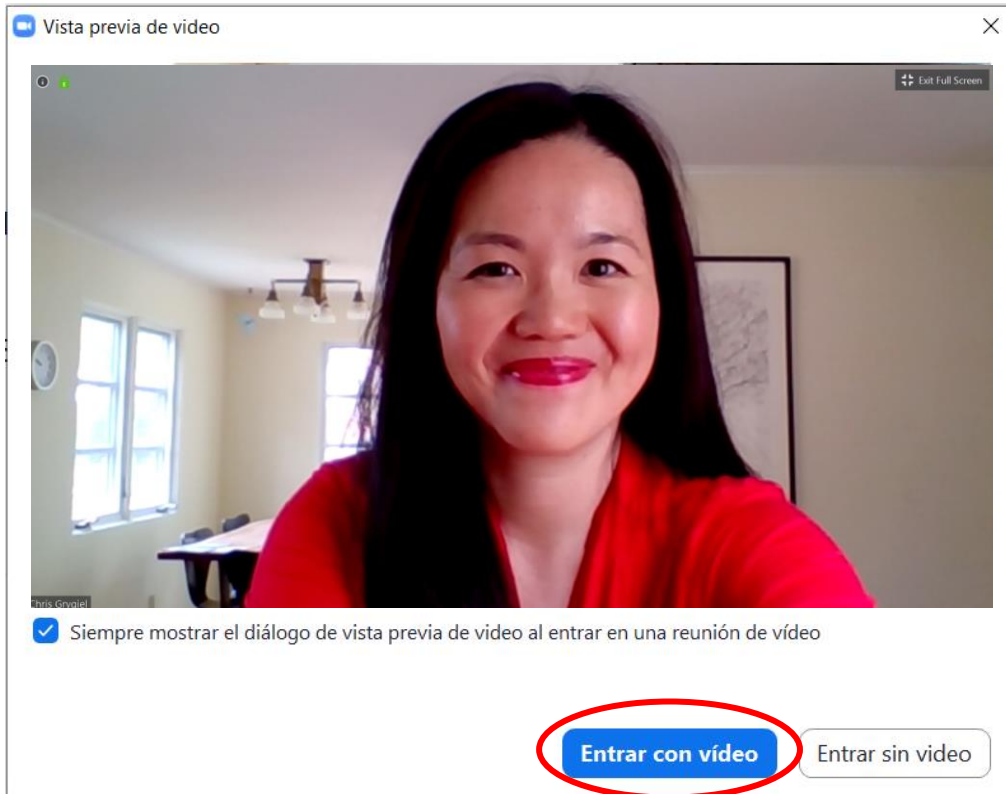 Vista previa de video
Exit Full Screen
Chris Grygiel
Siempre mostrar el diálogo de vista previa de video al entrar en una reunión de vídeo
Entrar con vídeo
Entrar sin video